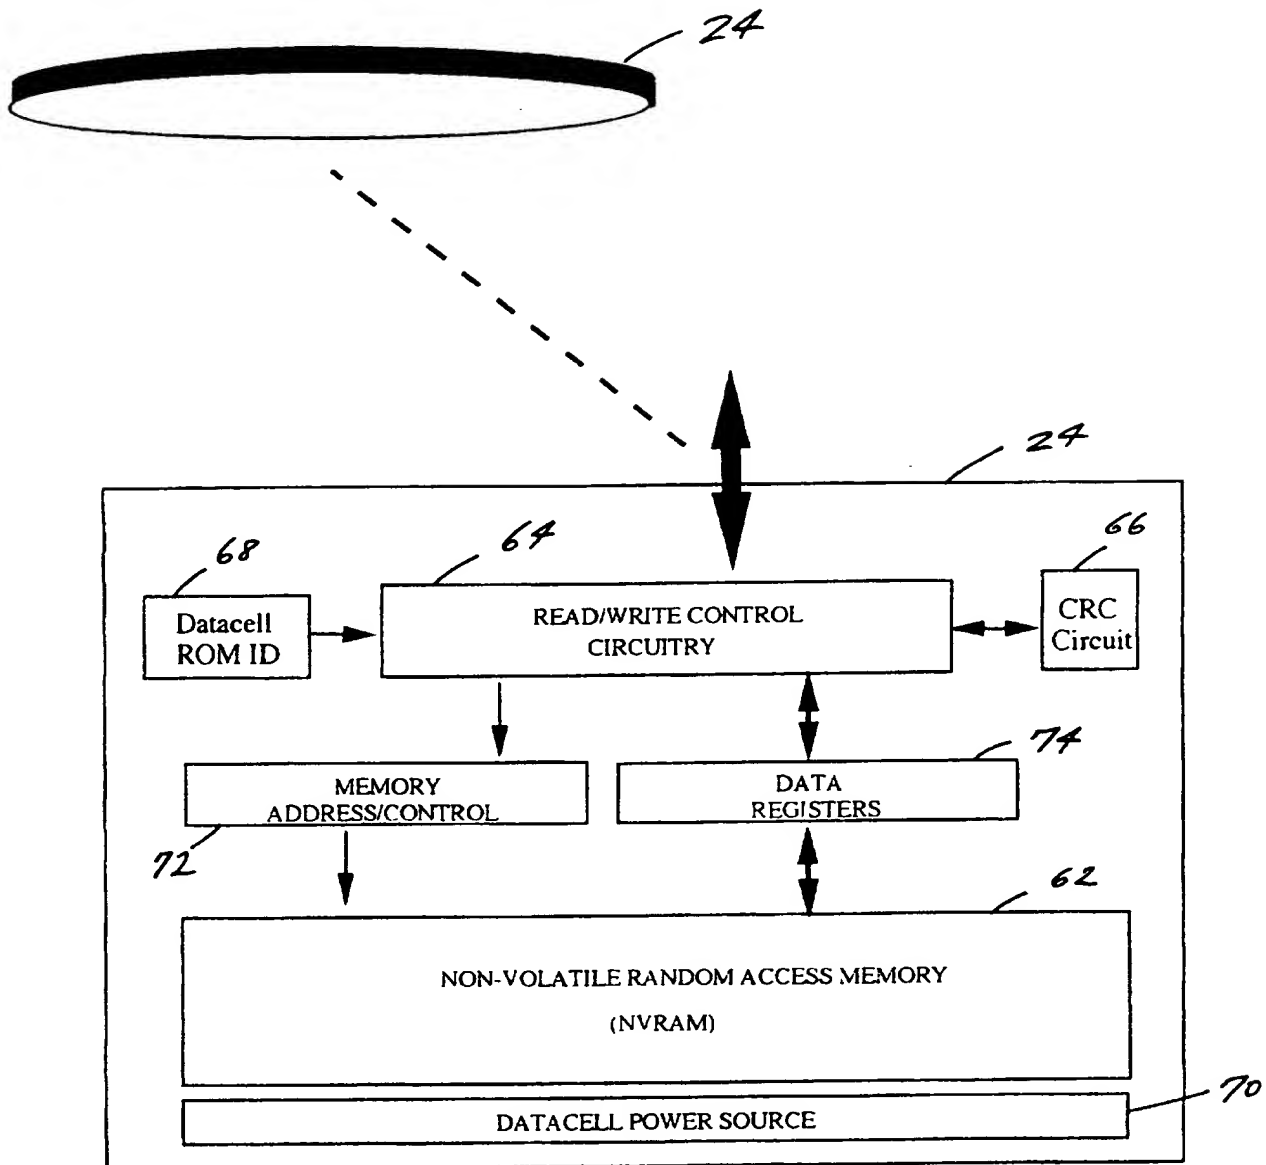 24
24
68
64
66
Datacell
ROM ID
READ/WRITE CONTROL
CIRCUITRY
CRC
Circuit
74
MEMORY
ADDRESS/CONTROL
DATA
REGISTERS
72
62
NON-VOLATILE RANDOM ACCESS MEMORY
(NVRAM)
70
DATACELL POWER SOURCE